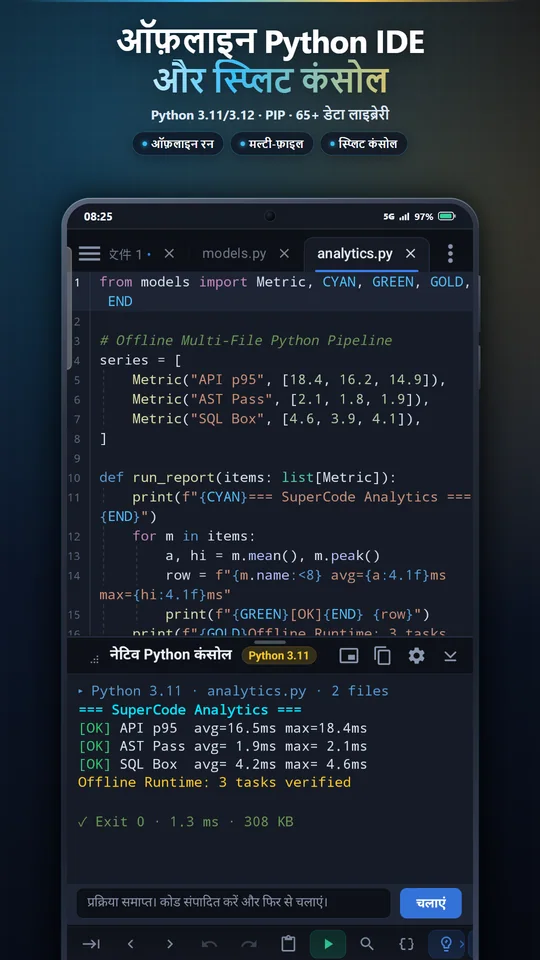 ऑफ़लाइन Python IDE
और स्प्लिट कंसोल
Python 3.11/3.12 · PIP · 65+ डेटा लाइब्रेरी
ऑफ़लाइन रन
मल्टी-फ़ाइल
स्प्लिट कंसोल
08:25
5G 97%
文件 1 • ×
models.py ×
analytics.py ×
1 from models import Metric, CYAN, GREEN, GOLD,
END
2
3 # Offline Multi-File Python Pipeline
4 series = [
5 Metric("API p95", [18.4, 16.2, 14.9]),
6 Metric("AST Pass", [2.1, 1.8, 1.9]),
7 Metric("SQL Box", [4.6, 3.9, 4.1]),
8 ]
9
10 def run_report(items: list[Metric]):
11 print(f"{CYAN}=== SuperCode Analytics ===
{END}")
12 for m in items:
13 a, hi = m.mean(), m.peak()
14 row = f"{m.name:<8} avg={a:4.1f}ms
max={hi:4.1f}ms"
15 print(f"{GREEN}[OK]{END} {row}")
16 print(f"{GOLD}Offline Runtime: 3 tasks
नेटिव Python कंसोल
Python 3.11
▸ Python 3.11 · analytics.py · 2 files
=== SuperCode Analytics ===
[OK] API p95 avg=16.5ms max=18.4ms
[OK] AST Pass avg= 1.9ms max= 2.1ms
[OK] SQL Box avg= 4.2ms max= 4.6ms
Offline Runtime: 3 tasks verified
✓ Exit 0 · 1.3 ms · 308 KB
प्रक्रिया समाप्त। कोड संपादित करें और फिर से चलाएं।
चलाएं